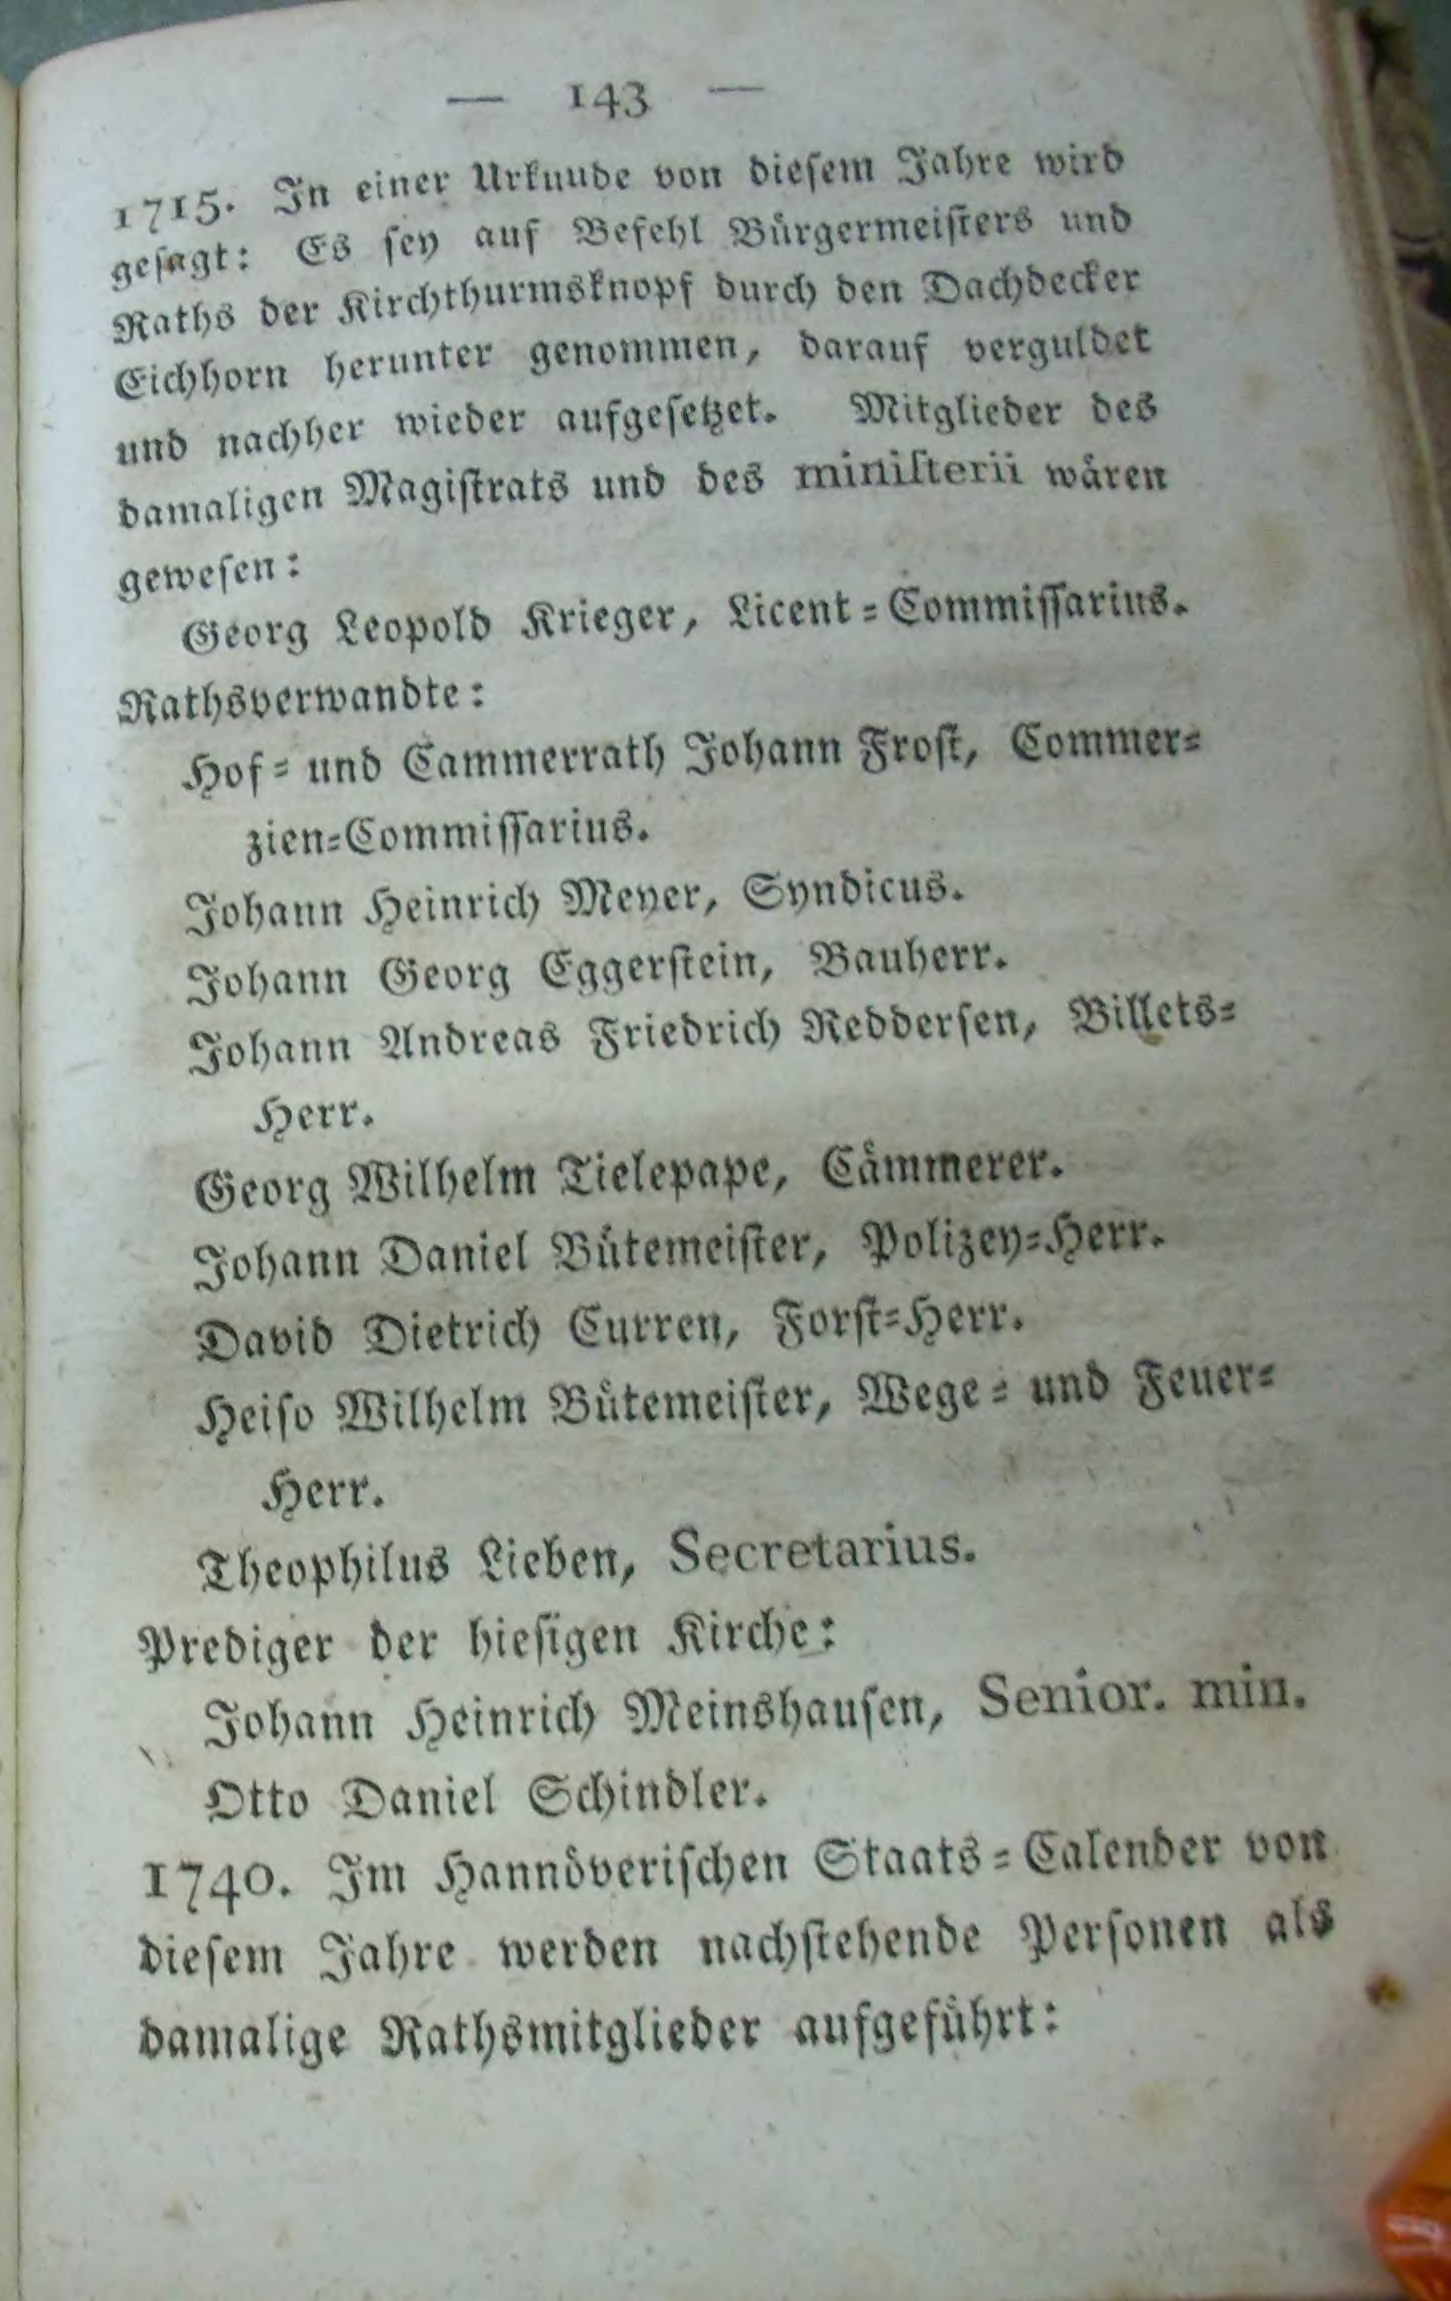 — 143 —
1715. In einer Urkuude von dieſem Jahre wird
geſagt: Es ſey auf Befehl Bürgermeiſters und
Raths der Kirchthurmsknopf durch den Dachdecker
Eichhorn herunter genommen, darauf verguldet
und nachher wieder aufgeſetzet. Mitglieder des
damaligen Magiſtrats und des miniſterii wären
geweſen:
Georg Leopold Krieger, Licent=Commiſſarius.
Rathsverwandte:
Hof= und Cammerrath Johann Froſt, Commer=
zien=Commiſſarius.
Johann Heinrich Meyer, Syndicus.
Johann Georg Eggerſtein, Bauherr.
Johann Andreas Friedrich Redderſen, Billets=
Herr.
Georg Wilhelm Tielepape, Cämmerer.
Johann Daniel Bütemeiſter, Polizey=Herr.
David Dietrich Curren, Forſt=Herr.
Heiſo Wilhelm Bütemeiſter, Wege= und Feuer=
Herr.
Theophilus Lieben, Secretarius.
Prediger der hieſigen Kirche:
Johann Heinrich Meinshauſen, Senior. min.
Otto Daniel Schindler.
1740. Im Hannöveriſchen Staats=Calender von
dieſem Jahre werden nachſtehende Perſonen als
damalige Rathsmitglieder aufgeführt: